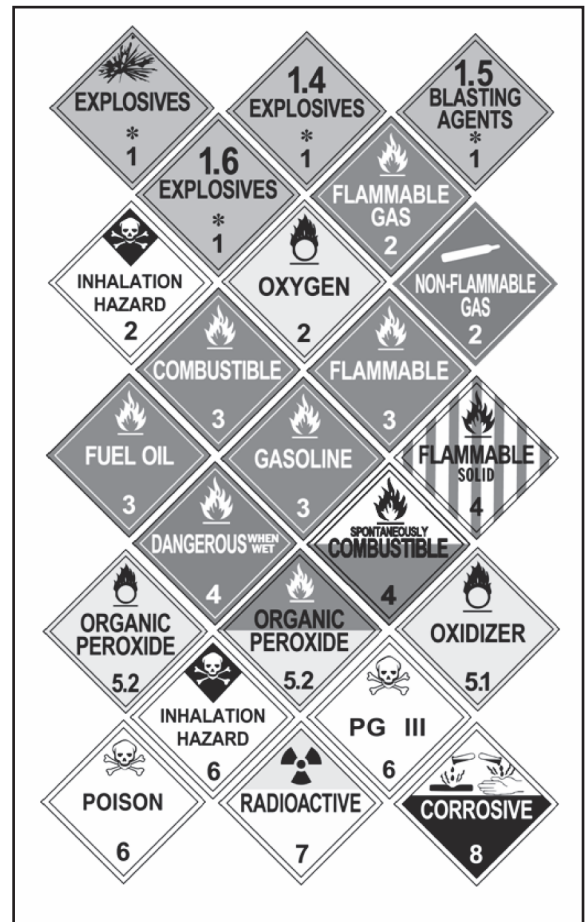 EXPLOSIVES
*
1
1.4
EXPLOSIVES
*
1
1.5
BLASTING
AGENTS
*
1
1.6
EXPLOSIVES
*
1
FLAMMABLE
GAS
2
INHALATION
HAZARD
2
OXYGEN
2
NON-FLAMMABLE
GAS
2
COMBUSTIBLE
3
FLAMMABLE
3
FUEL OIL
3
GASOLINE
3
FLAMMABLE
SOLID
4
DANGEROUS WHEN
WET
4
SPONTANEOUSLY
COMBUSTIBLE
4
ORGANIC
PEROXIDE
5.2
ORGANIC
PEROXIDE
5.2
OXIDIZER
5.1
INHALATION
HAZARD
6
PG III
6
POISON
6
RADIOACTIVE
7
CORROSIVE
8